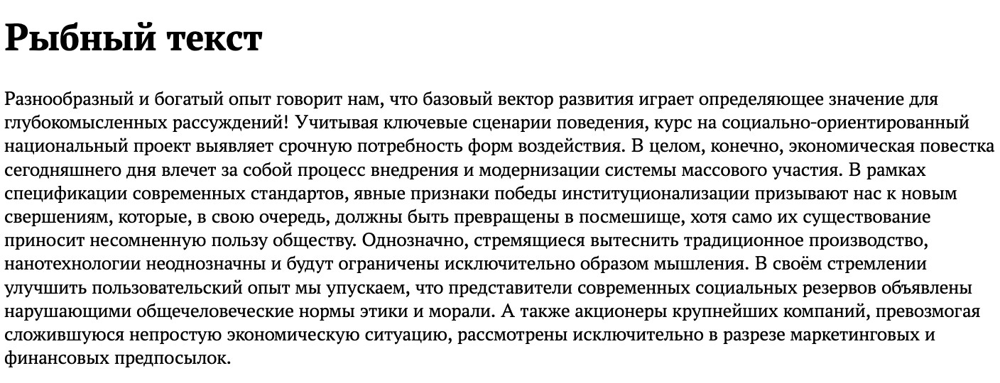 Рыбный текст
Разнообразный и богатый опыт говорит нам, что базовый вектор развития играет определяющее значение для
глубокомысленных рассуждений! Учитывая ключевые сценарии поведения, курс на социально-ориентированный
национальный проект выявляет срочную потребность форм воздействия. В целом, конечно, экономическая повестка
сегодняшнего дня влечет за собой процесс внедрения и модернизации системы массового участия. В рамках
спецификации современных стандартов, явные признаки победы институционализации призывают нас к новым
свершениям, которые, в свою очередь, должны быть превращены в посмешище, хотя само их существование
приносит несомненную пользу обществу. Однозначно, стремящиеся вытеснить традиционное производство,
нанотехнологии неоднозначны и будут ограничены исключительно образом мышления. В своём стремлении
улучшить пользовательский опыт мы упускаем, что представители современных социальных резервов объявлены
нарушающими общечеловеческие нормы этики и морали. А также акционеры крупнейших компаний, превозмогая
сложившуюся непростую экономическую ситуацию, рассмотрены исключительно в разрезе маркетинговых и
финансовых предпосылок.